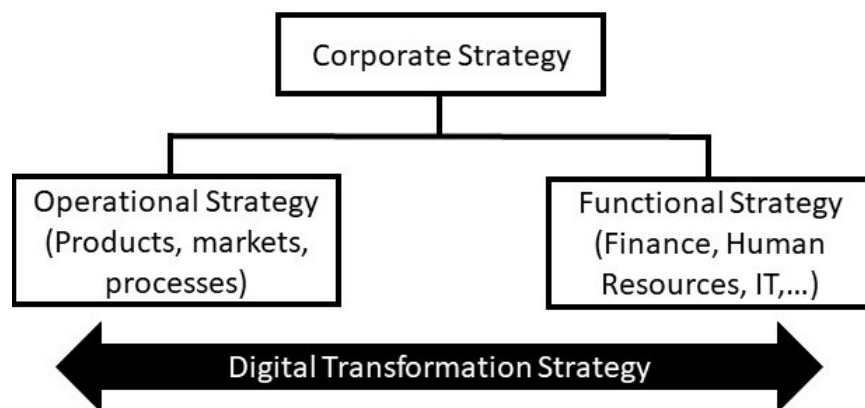 Corporate Strategy
Operational Strategy
(Products, markets,
processes)
Functional Strategy
(Finance, Human
Resources, IT,...)
Digital Transformation Strategy